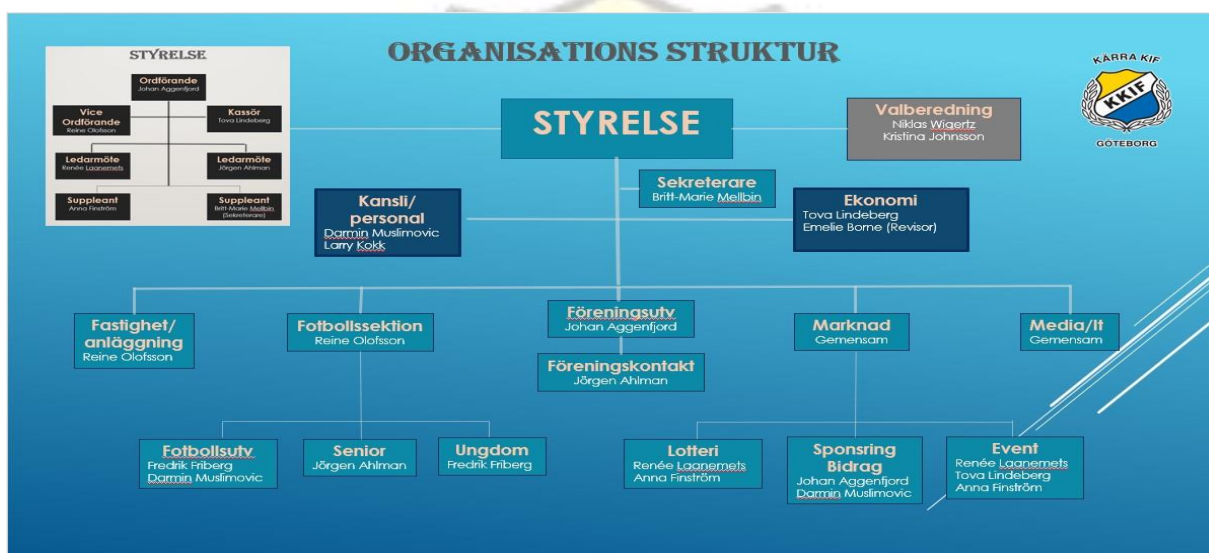 ORGANISATIONS STRUKTUR
STYRELSE
Ordförande
Johan Aggenfjord
Vice
Ordförande
Reine Olofsson
Kassör
Tova Lindeberg
Ledarmöte
Renée Laanemets
Ledarmöte
Jörgen Ahlman
Suppleant
Anna Finström
Suppleant
Britt-Marie Mellbin
(Sekreterare)
STYRELSE
Valberedning
Niklas Wigertz
Kristina Johnsson
KÄRRA KIF
KKIF
GÖTEBORG
Sekreterare
Britt-Marie Mellbin
Kansli/
personal
Darmin Muslimovic
Larry Kokk
Ekonomi
Tova Lindeberg
Emelie Borne (Revisor)
Fastighet/
anläggning
Reine Olofsson
Fotbollssektion
Reine Olofsson
Föreningsutv
Johan Aggenfjord
Föreningskontakt
Jörgen Ahlman
Marknad
Gemensam
Media/It
Gemensam
Fotbollsutv
Fredrik Friberg
Darmin Muslimovic
Senior
Jörgen Ahlman
Ungdom
Fredrik Friberg
Lotteri
Renée Laanemets
Anna Finström
Sponsring
Bidrag
Johan Aggenfjord
Darmin Muslimovic
Event
Renée Laanemets
Tova Lindeberg
Anna Finström